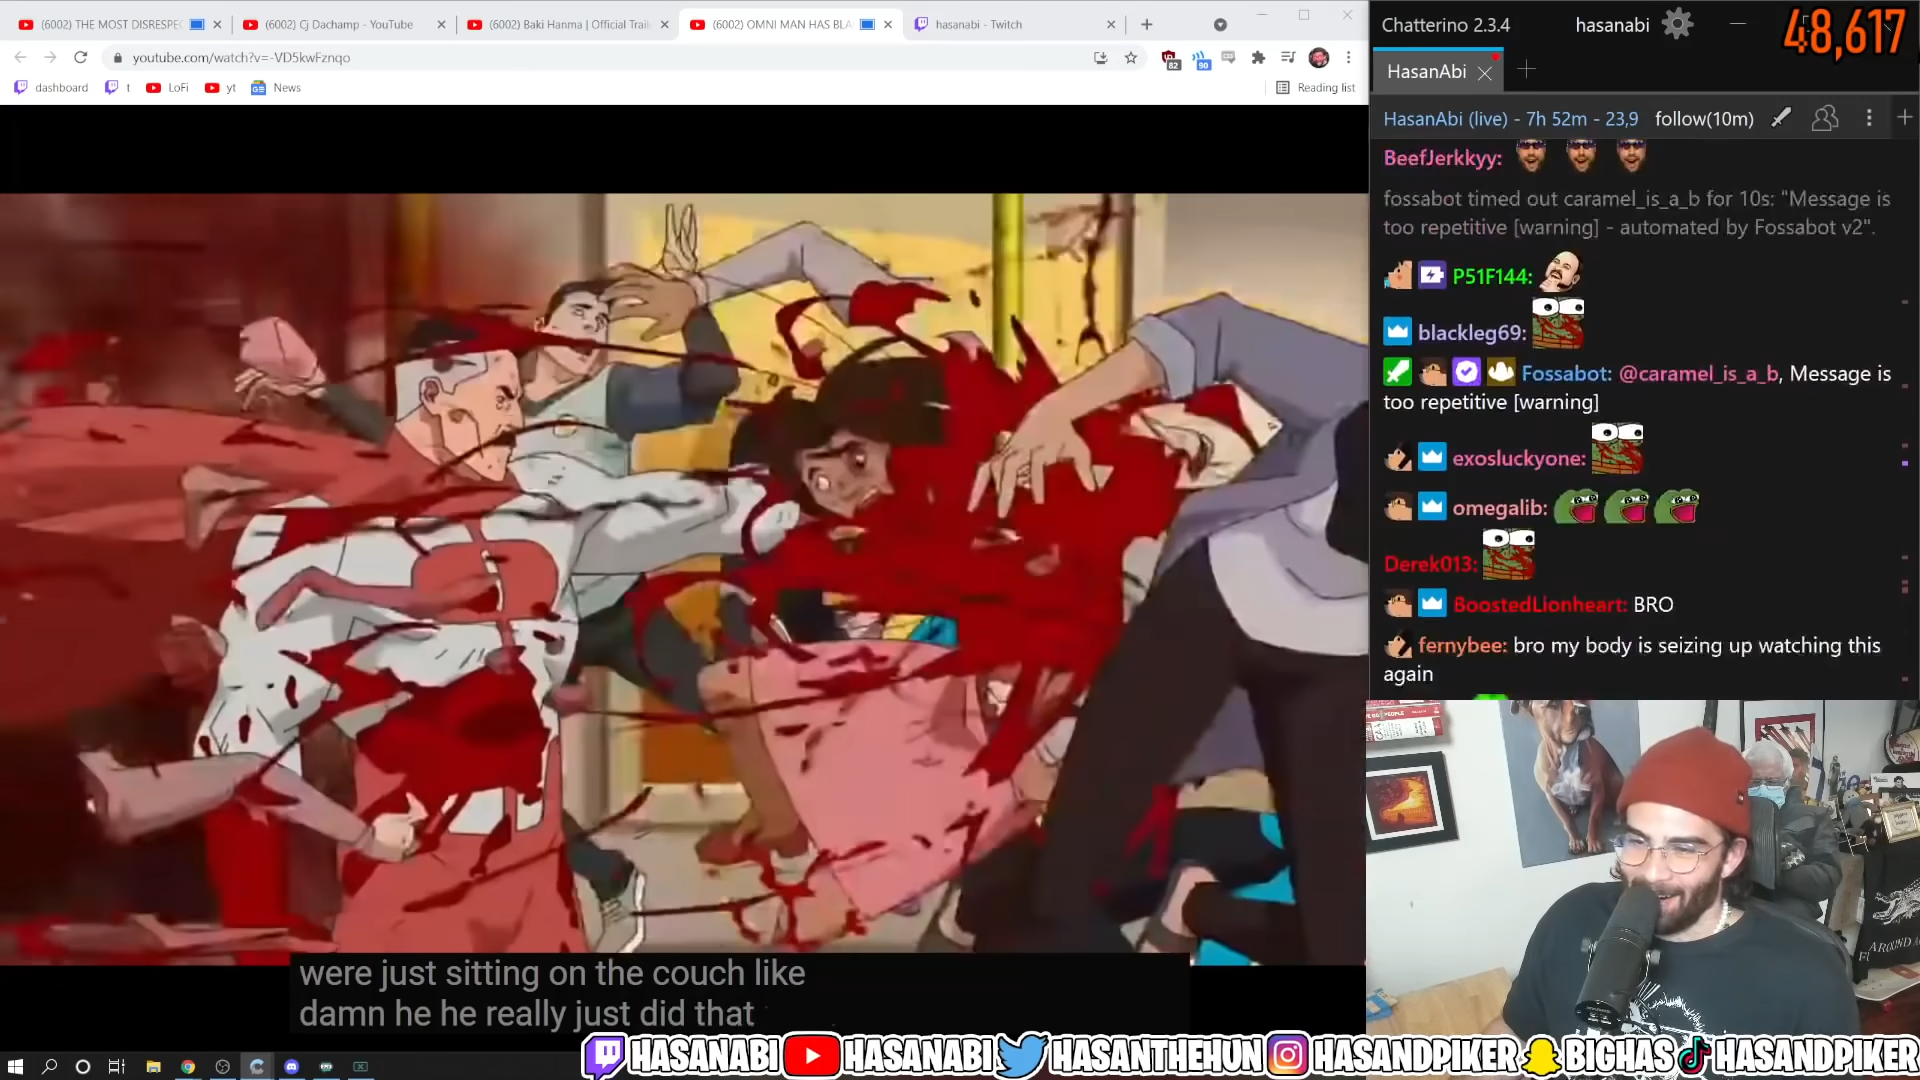 (6002) THE MOST DISRESPEC
(6002) Cj Dachamp - YouTube
(6002) Baki Hanma | Official Trail
(6002) OMNI MAN HAS BLA
hasanabi - Twitch
youtube.com/watch?v=-VD5kwFznqo
82
90
dashboard
t
LoFi
yt
News
Reading list
Chatterino 2.3.4
hasanabi
48,617
HasanAbi
HasanAbi (live) - 7h 52m - 23,9
follow(10m)
BeefJerkkyy:
fossabot timed out caramel_is_a_b for 10s: "Message is
too repetitive [warning] - automated by Fossabot v2".
P51F144:
blackleg69:
Fossabot: @caramel_is_a_b, Message is
too repetitive [warning]
exosluckyone:
omegalib:
Derek013:
BoostedLionheart: BRO
fernybee: bro my body is seizing up watching this
again
were just sitting on the couch like
damn he he really just did that
HASANABI
HASANABI
HASANTHEHUN
HASANDPIKER
BIGHAS
HASANDPIKER